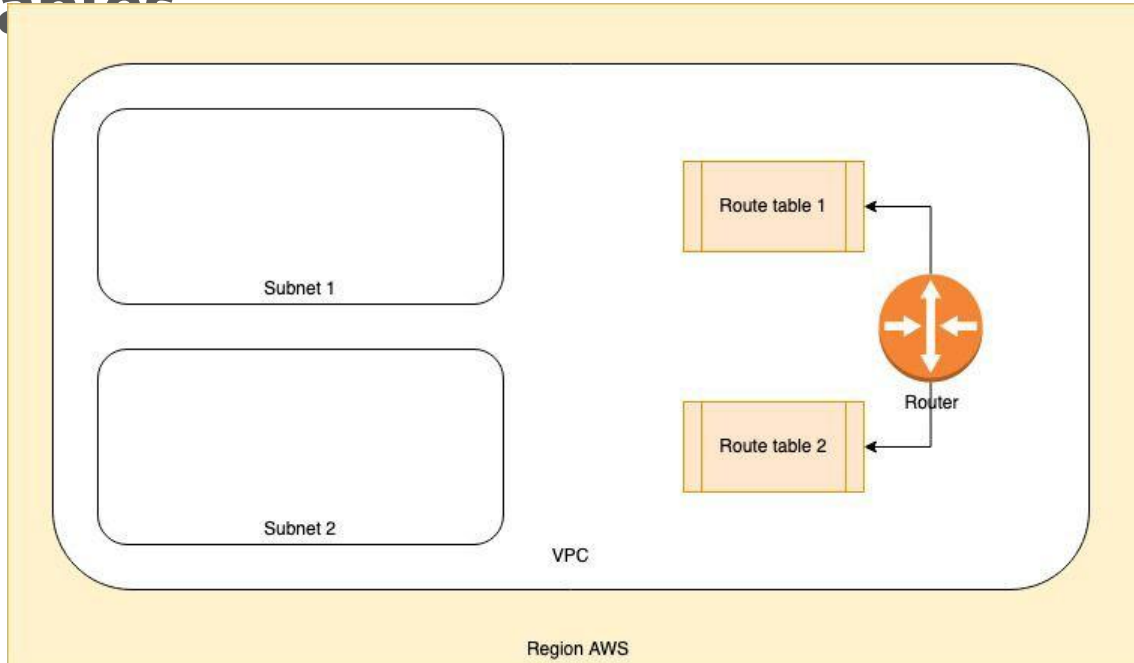 Route table 1
Subnet 1
Router
Route table 2
Subnet 2
VPC
Region AWS